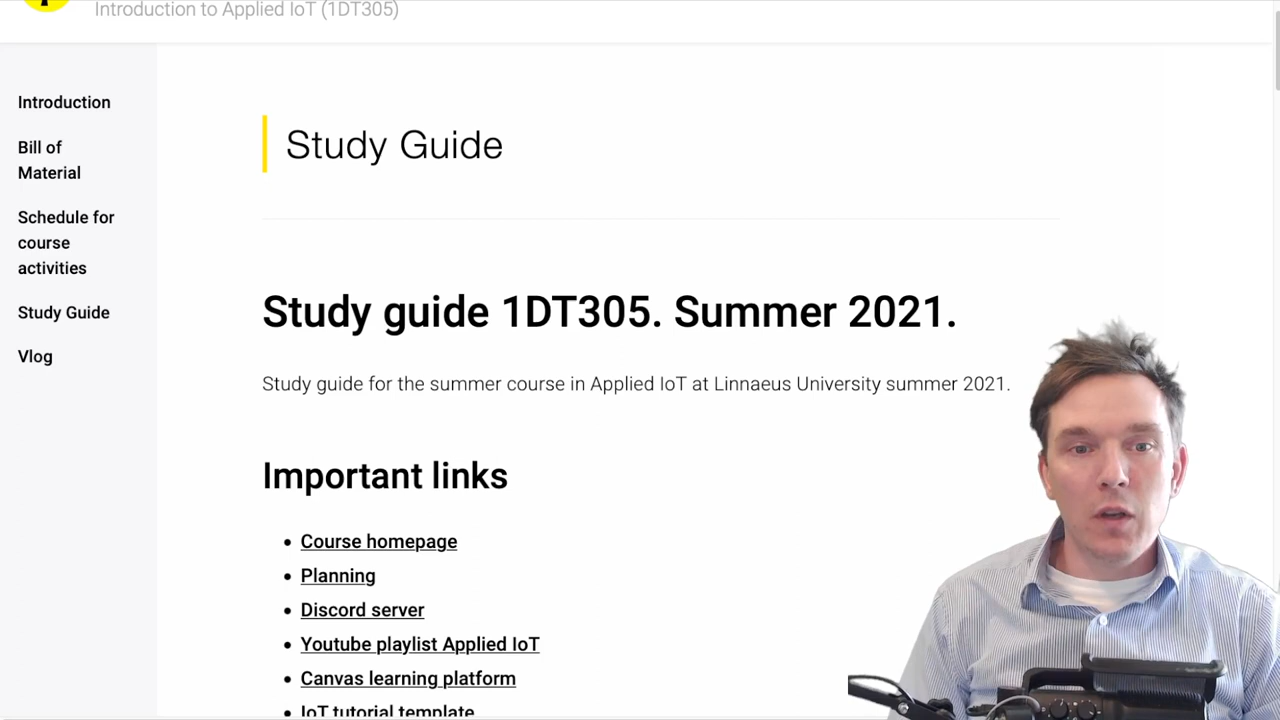 Introduction to Applied IoT (1DT305)
Introduction
Bill of
Material
Schedule for
course
activities
Study Guide
Vlog
Study Guide
Study guide 1DT305. Summer 2021.
Study guide for the summer course in Applied IoT at Linnaeus University summer 2021.
Important links
Course homepage
Planning
Discord server
Youtube playlist Applied IoT
Canvas learning platform
IoT tutorial template